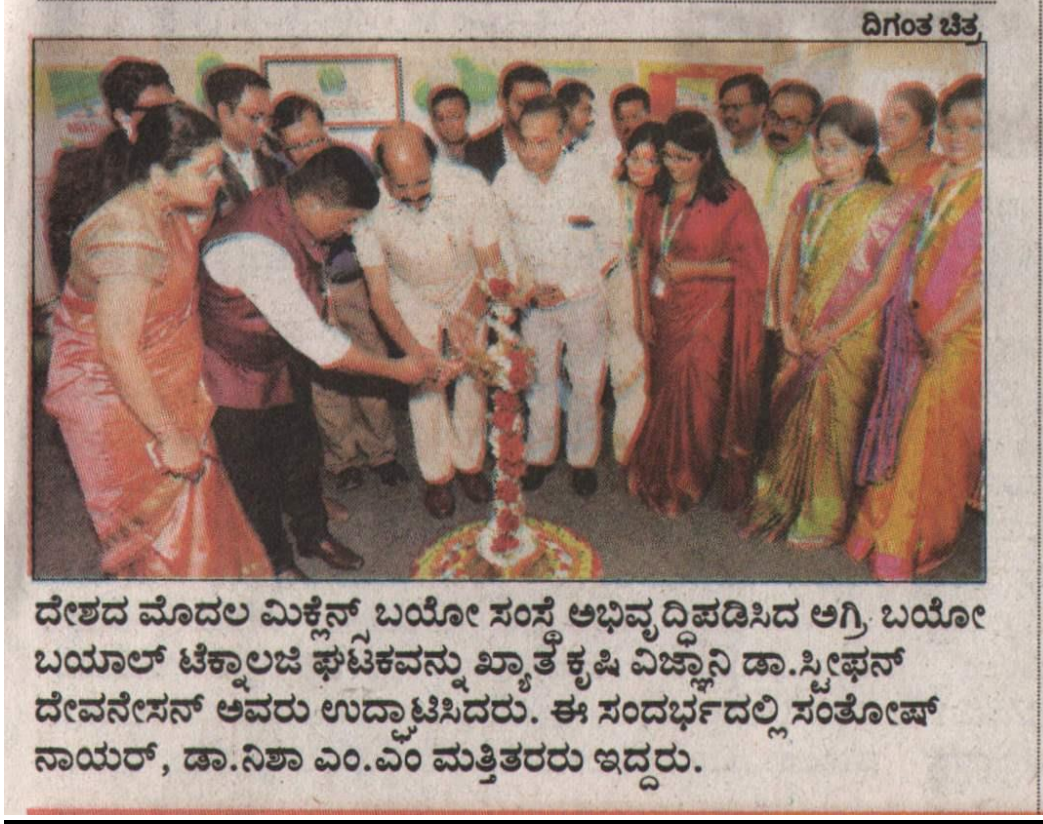 ದಿಗಂತ ಚಿತ್ರ
ದೇಶದ ಮೊದಲ ಮಿಕ್ಲೆನ್ಸ್ ಬಯೋ ಸಂಸ್ಥೆ ಅಭಿವೃದ್ಧಿಪಡಿಸಿದ ಅಗ್ರಿ ಬಯೋ
ಬಯಾಲ್ ಟೆಕ್ನಾಲಜಿ ಘಟಕವನ್ನು ಖ್ಯಾತ ಕೃಷಿ ವಿಜ್ಞಾನಿ ಡಾ.ಸ್ಟೀಫನ್
ದೇವನೇಸನ್ ಅವರು ಉದ್ಘಾಟಿಸಿದರು. ಈ ಸಂದರ್ಭದಲ್ಲಿ ಸಂತೋಷ್
ನಾಯರ್, ಡಾ.ನಿಶಾ ಎಂ.ಎಂ ಮತ್ತಿತರರು ಇದ್ದರು.